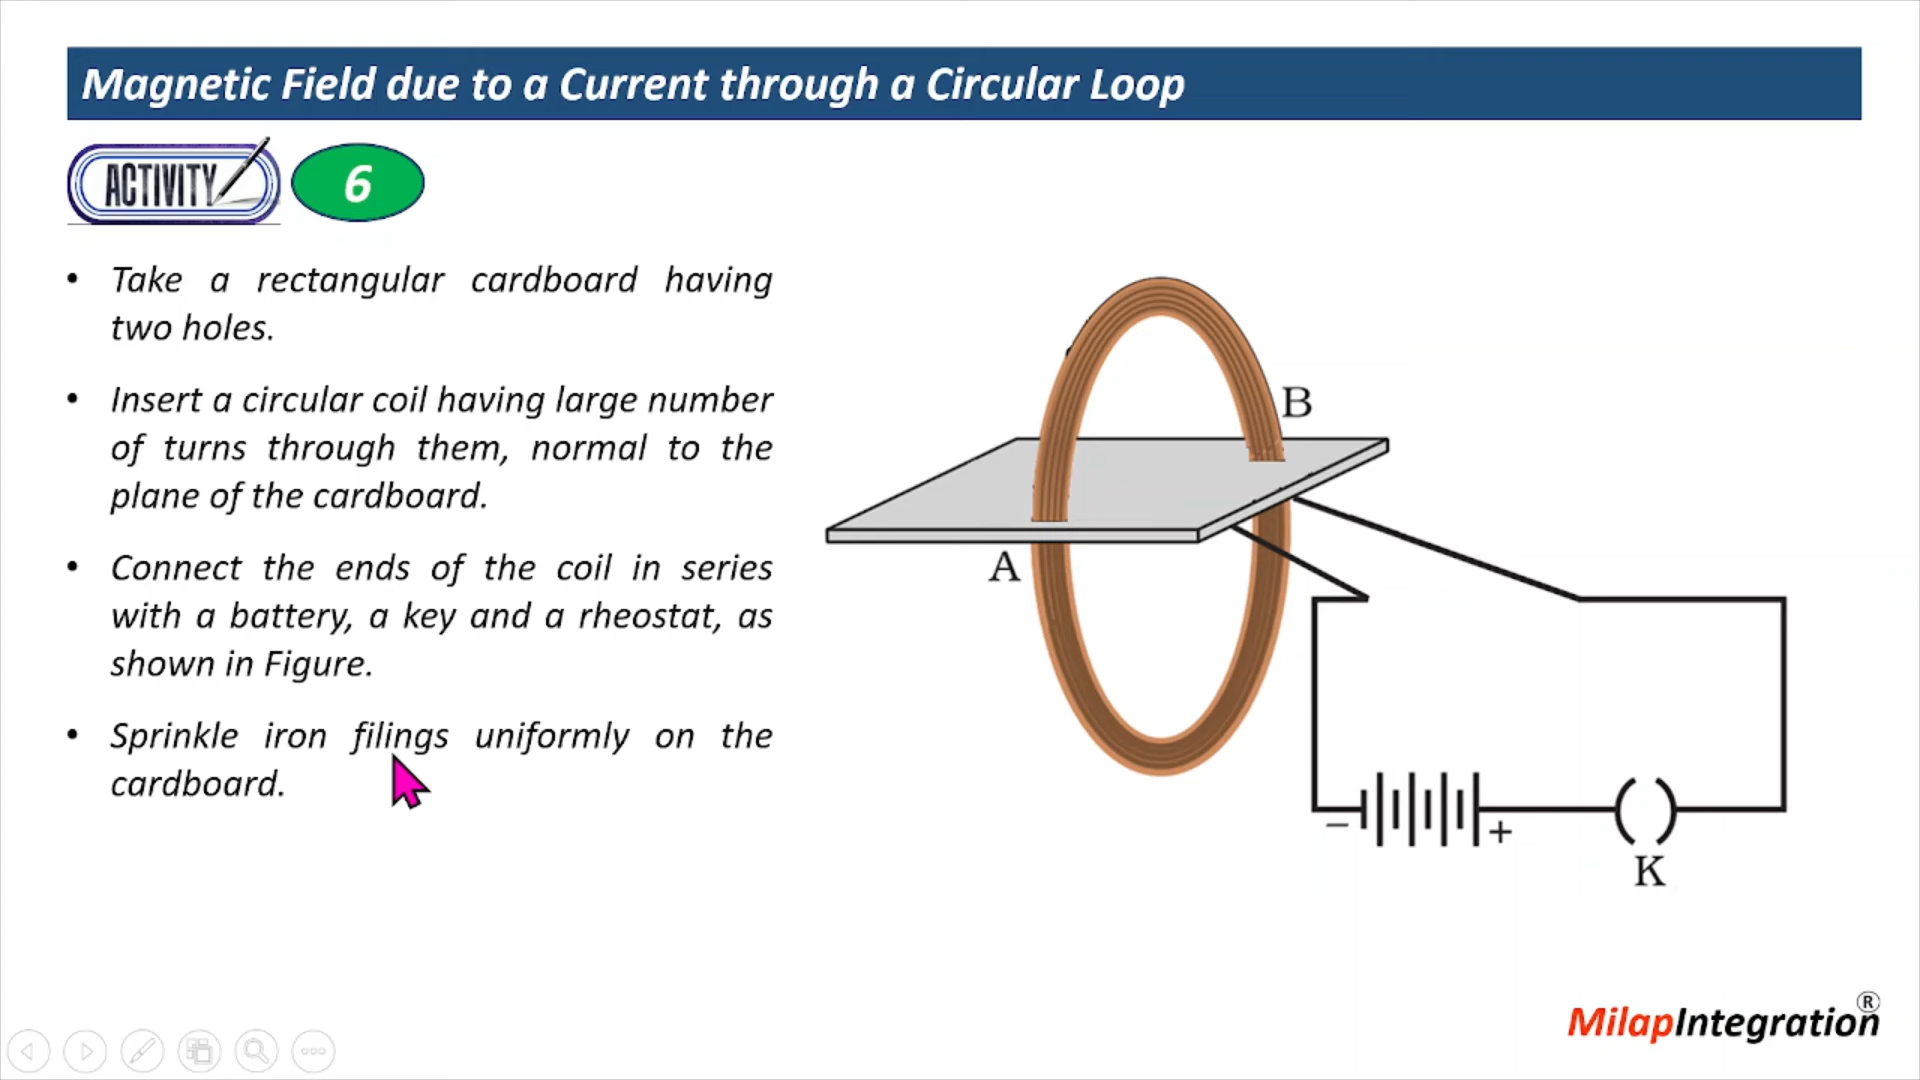 Magnetic Field due to a Current through a Circular Loop
ACTIVITY 6
• Take a rectangular cardboard having
two holes.
• Insert a circular coil having large number
of turns through them, normal to the
plane of the cardboard.
• Connect the ends of the coil in series
with a battery, a key and a rheostat, as
shown in Figure.
• Sprinkle iron filings uniformly on the
cardboard.
B
A
– +
K
MilapIntegration®